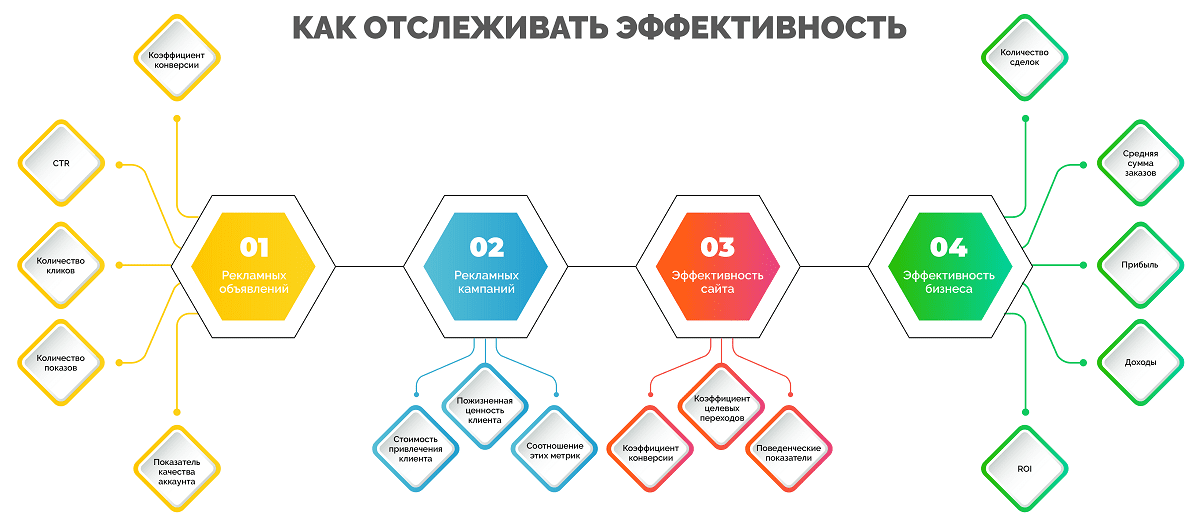 КАК ОТСЛЕЖИВАТЬ ЭФФЕКТИВНОСТЬ
Коэффициент
конверсии
CTR
Количество
кликов
Количество
показов
Показатель
качества
аккаунта
01
Рекламных
объявлений
02
Рекламных
кампаний
Стоимость
привлечения
клиента
Пожизненная
ценность
клиента
Соотношение
этих метрик
03
Эффективность
сайта
Коэффициент
конверсии
Коэффициент
целевых
переходов
Поведенческие
показатели
04
Эффективность
бизнеса
Количество
сделок
Средняя
сумма
заказов
Прибыль
Доходы
ROI